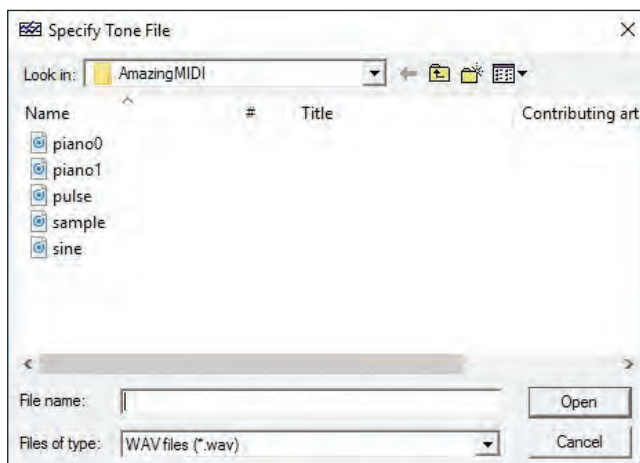 Specify Tone File
Look in: AmazingMIDI
Name # Title Contributing art
piano0
piano1
pulse
sample
sine
File name: Open
Files of type: WAV files (*.wav) Cancel